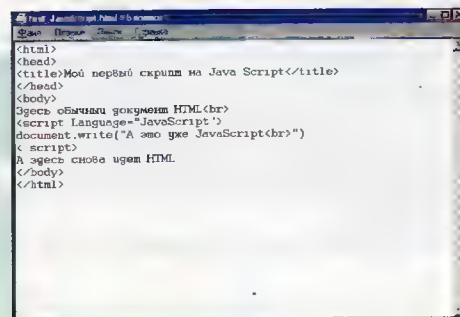 <html>
<head>
<title>Мой первый скрипт на Java Script</title>
</head>
<body>
Здесь обычный документ HTML<br>
<script Language="JavaScript">
document.write("А это уже JavaScript<br>")
< script>
А здесь снова идет HTML
</body>
</html>